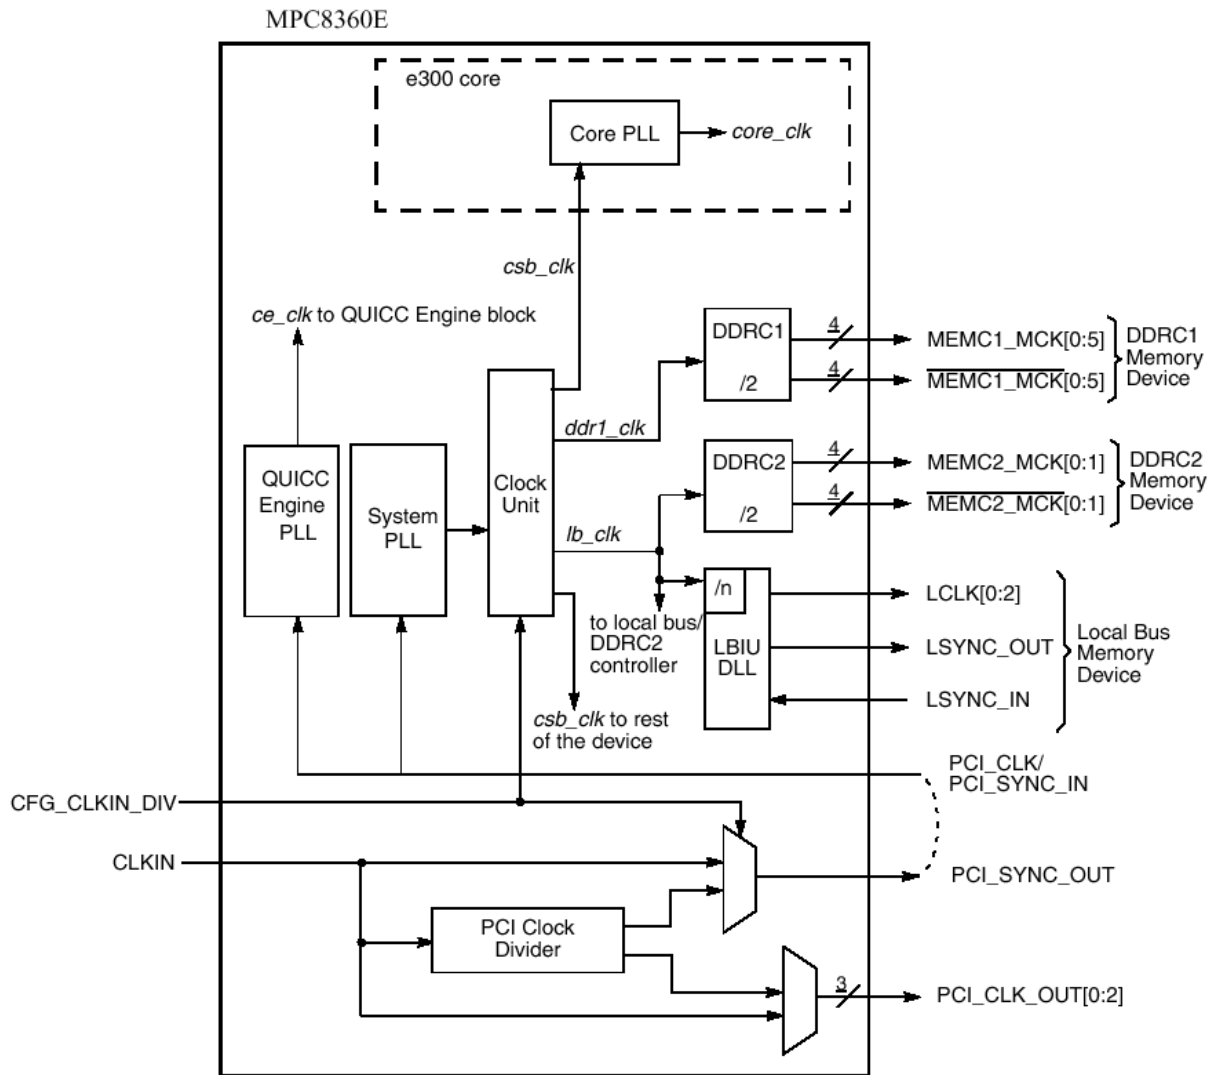 MPC8360E
e300 core
Core PLL
core_clk
csb_clk
ce_clk to QUICC Engine block
DDRC1
/2
4
4
MEMC1_MCK[0:5]
MEMC1_MCK[0:5]
DDRC1
Memory
Device
ddr1_clk
QUICC
Engine
PLL
System
PLL
Clock
Unit
DDRC2
/2
4
4
MEMC2_MCK[0:1]
MEMC2_MCK[0:1]
DDRC2
Memory
Device
lb_clk
/n
LBIU
DLL
to local bus/
DDRC2
controller
LCLK[0:2]
LSYNC_OUT
LSYNC_IN
Local Bus
Memory
Device
csb_clk to rest
of the device
PCI_CLK/
PCI_SYNC_IN
CFG_CLKIN_DIV
CLKIN
PCI_SYNC_OUT
PCI Clock
Divider
3
PCI_CLK_OUT[0:2]